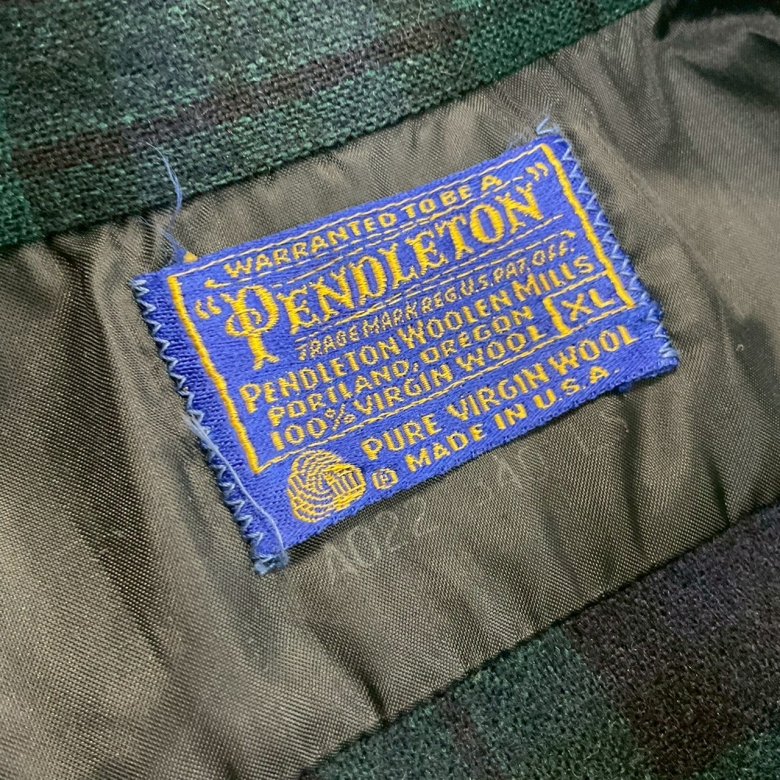 WARRANTED TO BE A
"PENDLETON"
TRADE MARK REG. U.S. PAT. OFF.
PENDLETON WOOLEN MILLS
PORTLAND, OREGON
100% VIRGIN WOOL XL
PURE VIRGIN WOOL
® MADE IN U.S.A